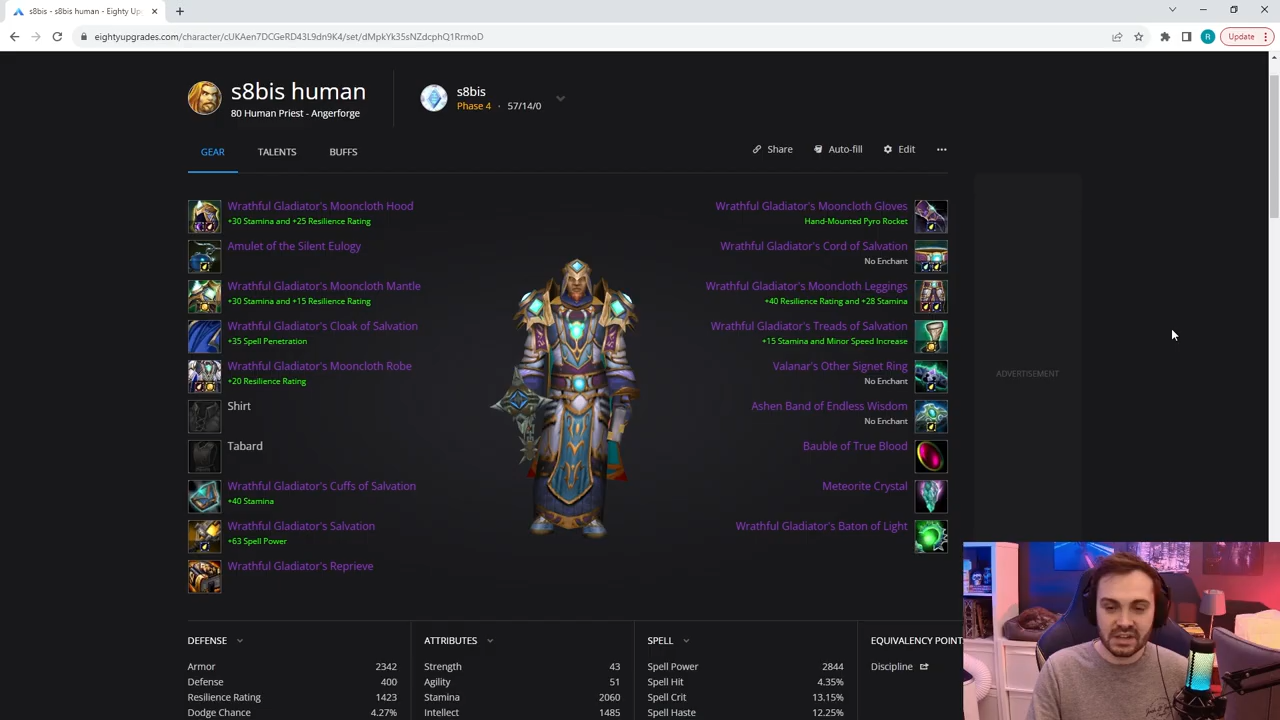 s8bis - s8bis human - Eighty Up
eightyupgrades.com/character/cUKAen7DCGeRD43L9dn9K4/set/dMpkYk35sNZdcphQ1RrmoD
R
Update
s8bis human
80 Human Priest - Angerforge
s8bis
Phase 4 · 57/14/0
GEAR
TALENTS
BUFFS
Share
Auto-fill
Edit
Wrathful Gladiator's Mooncloth Hood
+30 Stamina and +25 Resilience Rating
Amulet of the Silent Eulogy
Wrathful Gladiator's Mooncloth Mantle
+30 Stamina and +15 Resilience Rating
Wrathful Gladiator's Cloak of Salvation
+35 Spell Penetration
Wrathful Gladiator's Mooncloth Robe
+20 Resilience Rating
Shirt
Tabard
Wrathful Gladiator's Cuffs of Salvation
+40 Stamina
Wrathful Gladiator's Salvation
+63 Spell Power
Wrathful Gladiator's Reprieve
Wrathful Gladiator's Mooncloth Gloves
Hand-Mounted Pyro Rocket
Wrathful Gladiator's Cord of Salvation
No Enchant
Wrathful Gladiator's Mooncloth Leggings
+40 Resilience Rating and +28 Stamina
Wrathful Gladiator's Treads of Salvation
+15 Stamina and Minor Speed Increase
Valanar's Other Signet Ring
No Enchant
Ashen Band of Endless Wisdom
No Enchant
Bauble of True Blood
Meteorite Crystal
Wrathful Gladiator's Baton of Light
ADVERTISEMENT
DEFENSE
Armor 2342
Defense 400
Resilience Rating 1423
Dodge Chance 4.27%
ATTRIBUTES
Strength 43
Agility 51
Stamina 2060
Intellect 1485
SPELL
Spell Power 2844
Spell Hit 4.35%
Spell Crit 13.15%
Spell Haste 12.25%
EQUIVALENCY POIN
Discipline